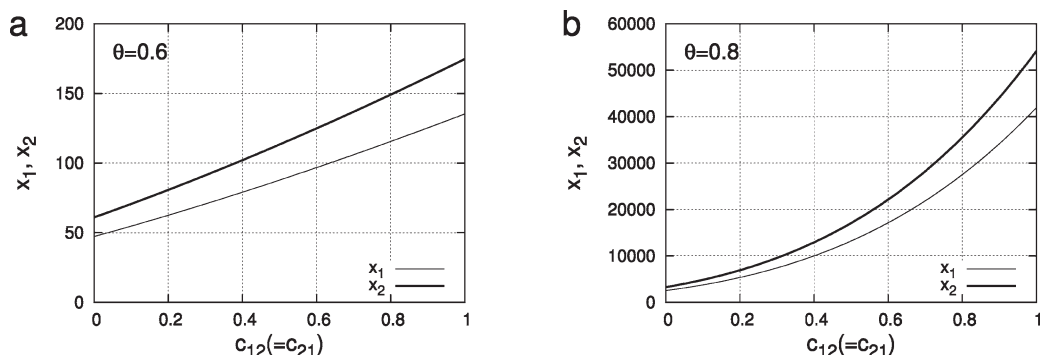 a
θ=0.6
x1, x2
200
150
100
50
0
0 0.2 0.4 0.6 0.8 1
c12(=c21)
x1
x2
b
θ=0.8
x1, x2
60000
50000
40000
30000
20000
10000
0
0 0.2 0.4 0.6 0.8 1
c12(=c21)
x1
x2